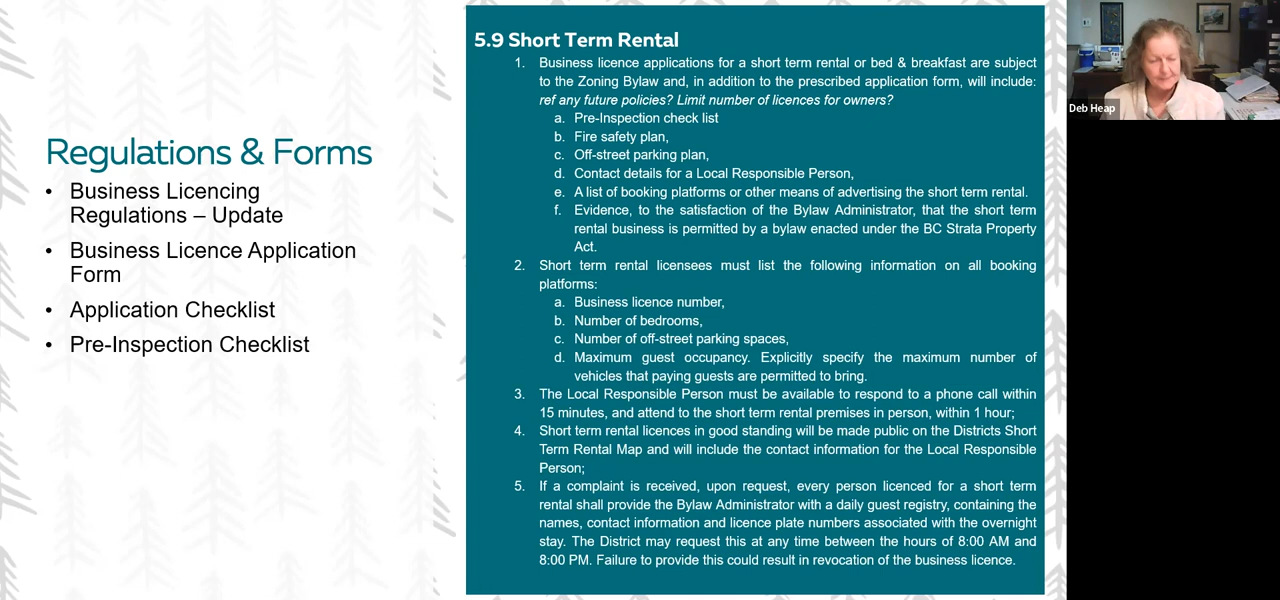 Regulations & Forms
• Business Licencing
Regulations – Update
• Business Licence Application
Form
• Application Checklist
• Pre-Inspection Checklist
5.9 Short Term Rental
1. Business licence applications for a short term rental or bed & breakfast are subject
to the Zoning Bylaw and, in addition to the prescribed application form, will include:
ref any future policies? Limit number of licences for owners?
a. Pre-Inspection check list
b. Fire safety plan,
c. Off-street parking plan,
d. Contact details for a Local Responsible Person,
e. A list of booking platforms or other means of advertising the short term rental.
f. Evidence, to the satisfaction of the Bylaw Administrator, that the short term
rental business is permitted by a bylaw enacted under the BC Strata Property
Act.
2. Short term rental licensees must list the following information on all booking
platforms:
a. Business licence number,
b. Number of bedrooms,
c. Number of off-street parking spaces,
d. Maximum guest occupancy. Explicitly specify the maximum number of
vehicles that paying guests are permitted to bring.
3. The Local Responsible Person must be available to respond to a phone call within
15 minutes, and attend to the short term rental premises in person, within 1 hour;
4. Short term rental licences in good standing will be made public on the Districts Short
Term Rental Map and will include the contact information for the Local Responsible
Person;
5. If a complaint is received, upon request, every person licenced for a short term
rental shall provide the Bylaw Administrator with a daily guest registry, containing the
names, contact information and licence plate numbers associated with the overnight
stay. The District may request this at any time between the hours of 8:00 AM and
8:00 PM. Failure to provide this could result in revocation of the business licence.
Deb Heap